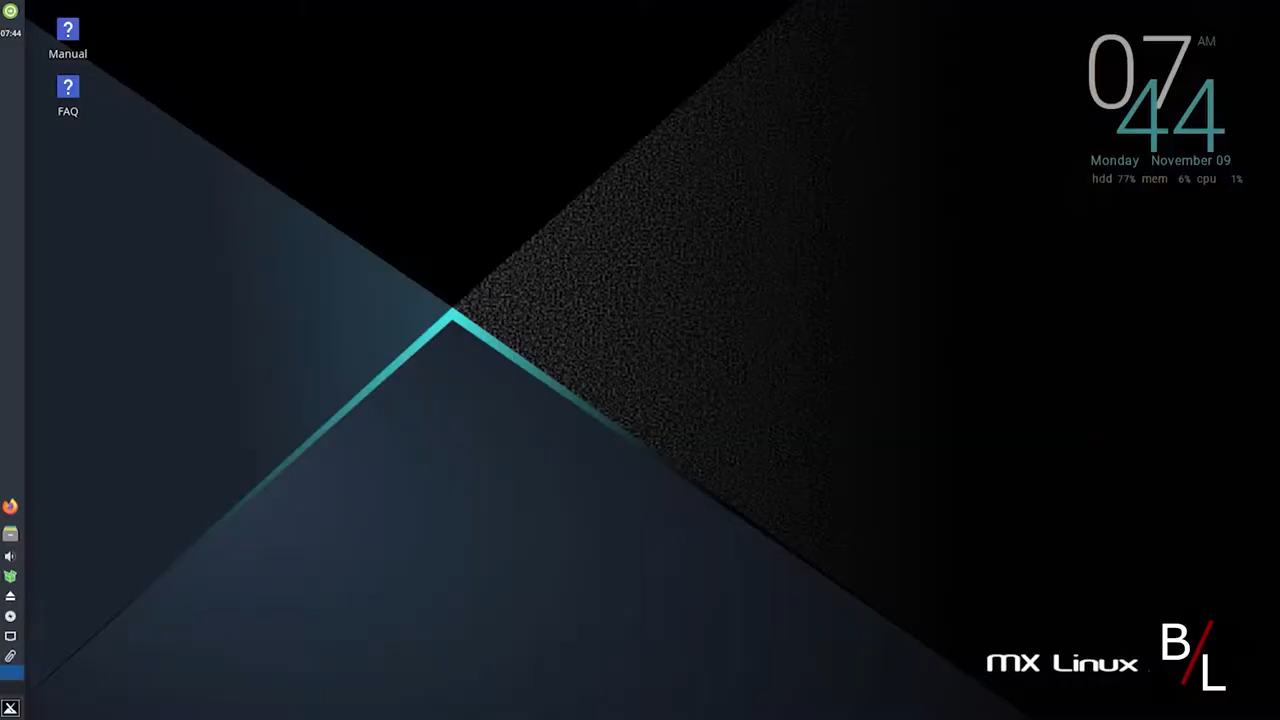 07:44
Manual
FAQ
07 AM
44
Monday November 09
hdd 77% mem 6% cpu 1%
mx Linux
B/L